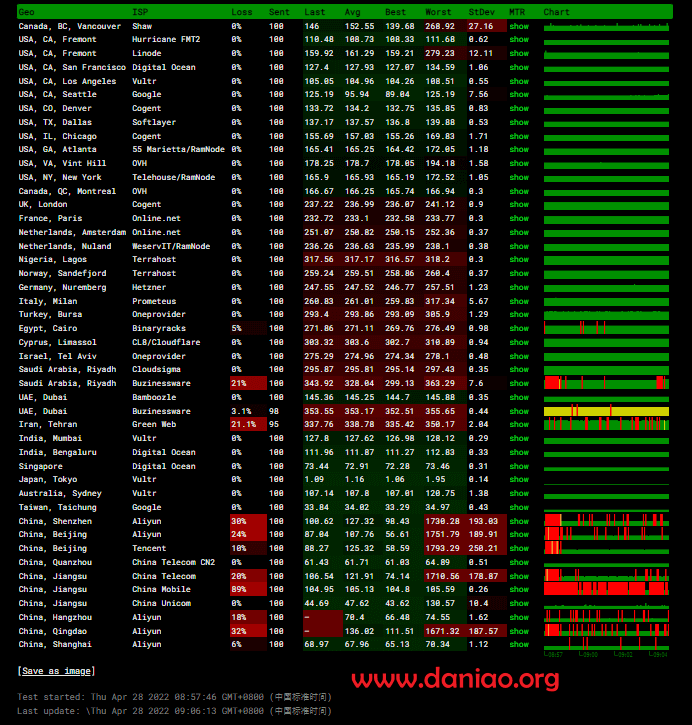 Geo ISP Loss Sent Last Avg Best Worst StDev MTR Chart
Canada, BC, Vancouver Shaw 0% 100 146 152.55 139.68 268.92 27.16 show
USA, CA, Fremont Hurricane FMT2 0% 100 110.48 108.73 108.33 111.68 0.62 show
USA, CA, Fremont Linode 0% 100 159.92 161.29 159.21 279.23 12.11 show
USA, CA, San Francisco Digital Ocean 0% 100 127.4 127.93 127.07 134.59 1.06 show
USA, CA, Los Angeles Vultr 0% 100 105.05 104.96 104.26 108.51 0.55 show
USA, CA, Seattle Google 0% 100 125.19 95.94 89.04 125.19 7.56 show
USA, CO, Denver Cogent 0% 100 133.72 134.2 132.75 135.85 0.83 show
USA, TX, Dallas Softlayer 0% 100 137.17 137.57 136.8 139.88 0.53 show
USA, IL, Chicago Cogent 0% 100 155.69 157.03 155.26 169.83 1.71 show
USA, GA, Atlanta 55 Marietta/RamNode 0% 100 165.41 165.25 164.42 172.05 1.18 show
USA, VA, Vint Hill OVH 0% 100 178.25 178.7 178.05 194.18 1.58 show
USA, NY, New York Telehouse/RamNode 0% 100 165.9 165.93 165.19 172.52 1.05 show
Canada, QC, Montreal OVH 0% 100 166.67 166.25 165.74 166.94 0.3 show
UK, London Cogent 0% 100 237.22 236.99 236.07 241.12 0.9 show
France, Paris Online.net 0% 100 232.72 233.1 232.58 233.77 0.3 show
Netherlands, Amsterdam Online.net 0% 100 251.07 250.82 250.15 252.36 0.37 show
Netherlands, Nuland WeservIT/RamNode 0% 100 236.26 236.63 235.99 238.1 0.38 show
Nigeria, Lagos Terrahost 0% 100 317.56 317.17 316.57 318.2 0.3 show
Norway, Sandefjord Terrahost 0% 100 259.24 259.51 258.86 260.4 0.37 show
Germany, Nuremberg Hetzner 0% 100 247.55 247.52 246.77 257.51 1.23 show
Italy, Milan Prometeus 0% 100 260.83 261.01 259.83 317.34 5.67 show
Turkey, Bursa Oneprovider 0% 100 293.4 293.86 293.09 305.9 1.29 show
Egypt, Cairo Binaryracks 5% 100 271.86 271.11 269.76 276.49 0.98 show
Cyprus, Limassol CL8/Cloudflare 0% 100 303.32 303.6 302.7 310.89 0.94 show
Israel, Tel Aviv Oneprovider 0% 100 275.29 274.96 274.34 278.1 0.48 show
Saudi Arabia, Riyadh Cloudsigma 0% 100 295.87 295.81 295.14 297.43 0.35 show
Saudi Arabia, Riyadh Buzinessware 21% 100 343.92 328.04 299.13 363.29 7.6 show
UAE, Dubai Bamboozle 0% 100 145.36 145.25 144.7 145.88 0.35 show
UAE, Dubai Buzinessware 3.1% 98 353.55 353.17 352.51 355.65 0.44 show
Iran, Tehran Green Web 21.1% 95 337.76 338.78 335.42 350.17 2.04 show
India, Mumbai Vultr 0% 100 127.8 127.62 126.98 128.12 0.29 show
India, Bengaluru Digital Ocean 0% 100 111.96 111.87 111.27 112.83 0.33 show
Singapore Digital Ocean 0% 100 73.44 72.91 72.28 73.46 0.31 show
Japan, Tokyo Vultr 0% 100 1.09 1.16 1.06 1.95 0.14 show
Australia, Sydney Vultr 0% 100 107.14 107.8 107.01 120.75 1.38 show
Taiwan, Taichung Google 0% 100 33.84 34.02 33.29 34.97 0.43 show
China, Shenzhen Aliyun 30% 100 100.62 127.32 98.43 1730.28 193.03 show
China, Beijing Aliyun 24% 100 87.04 107.76 56.61 1751.79 189.91 show
China, Beijing Tencent 10% 100 88.27 125.32 58.59 1793.29 250.21 show
China, Quanzhou China Telecom CN2 0% 100 61.43 61.71 61.03 64.89 0.51 show
China, Jiangsu China Telecom 20% 100 106.54 121.91 74.14 1710.56 178.87 show
China, Jiangsu China Mobile 89% 100 104.95 105.13 104.8 105.59 0.26 show
China, Jiangsu China Unicom 0% 100 44.69 47.62 43.62 130.57 10.4 show
China, Hangzhou Aliyun 18% 100 – 70.4 66.48 74.55 1.62 show
China, Qingdao Aliyun 32% 100 – 136.02 111.51 1671.32 187.57 show
China, Shanghai Aliyun 6% 100 68.97 67.96 65.13 70.34 1.12 show
08:57 09:00 09:02 09:04
[Save as image]
www.daniao.org
Test started: Thu Apr 28 2022 08:57:46 GMT+0800 (中国标准时间)
Last update: \Thu Apr 28 2022 09:06:13 GMT+0800 (中国标准时间)